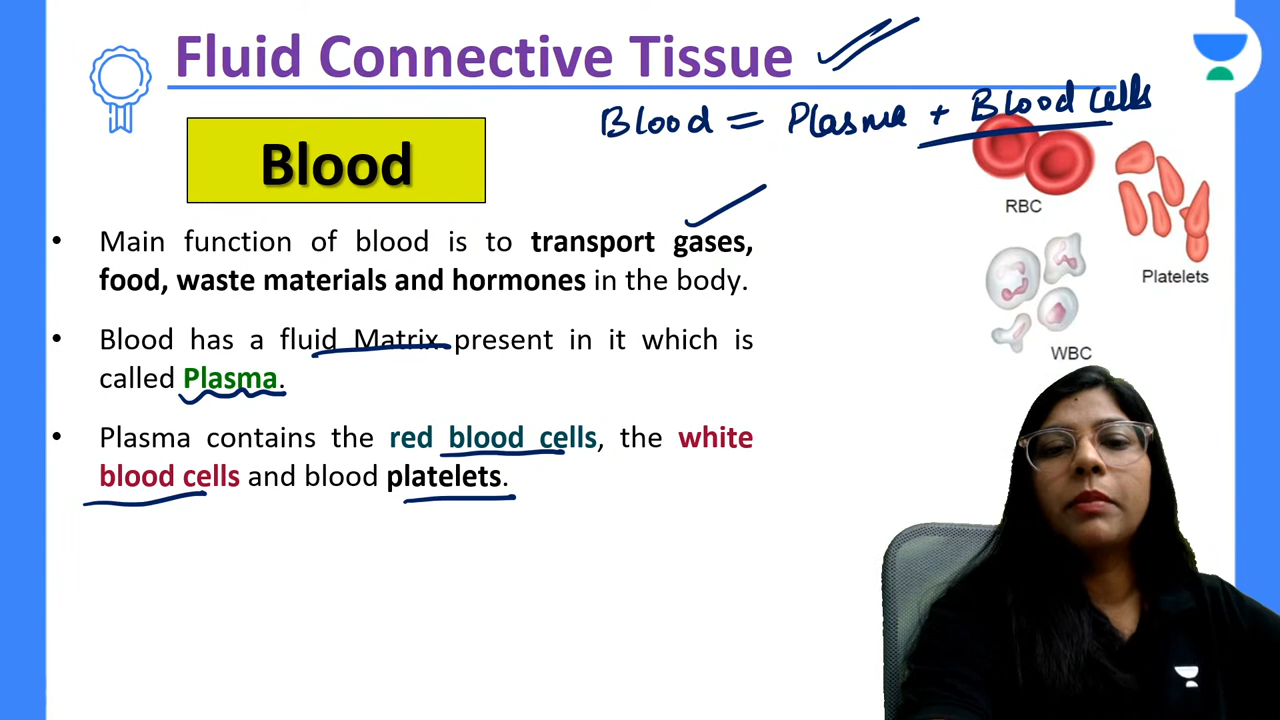 Fluid Connective Tissue
Blood = Plasma + Blood cells
Blood
RBC
Platelets
WBC
• Main function of blood is to transport gases,
food, waste materials and hormones in the body.
• Blood has a fluid Matrix present in it which is
called Plasma.
• Plasma contains the red blood cells, the white
blood cells and blood platelets.